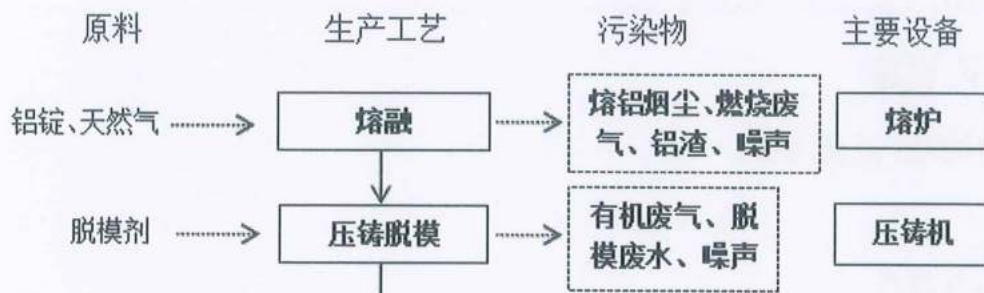 原料 生产工艺 污染物 主要设备
铝锭、天然气 熔融 熔铝烟尘、燃烧废 熔炉
气、铝渣、噪声
脱模剂 压铸脱模 有机废气、脱 压铸机
模废水、噪声